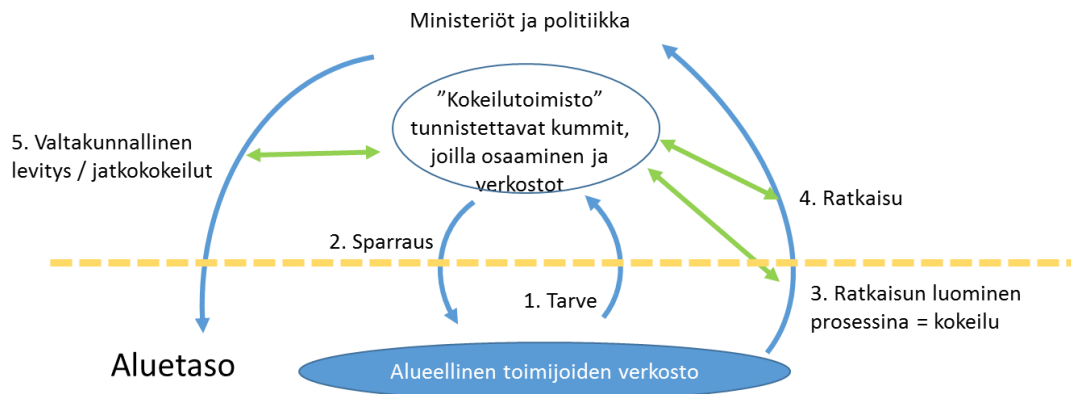 Ministeriöt ja politiikka
”Kokeilutoimisto”
tunnistettavat kummit,
joilla osaaminen ja
verkostot
5. Valtakunnallinen
levitys / jatkokokeilut
4. Ratkaisu
2. Sparraus
1. Tarve
3. Ratkaisun luominen
prosessina = kokeilu
Aluetaso
Alueellinen toimijoiden verkosto